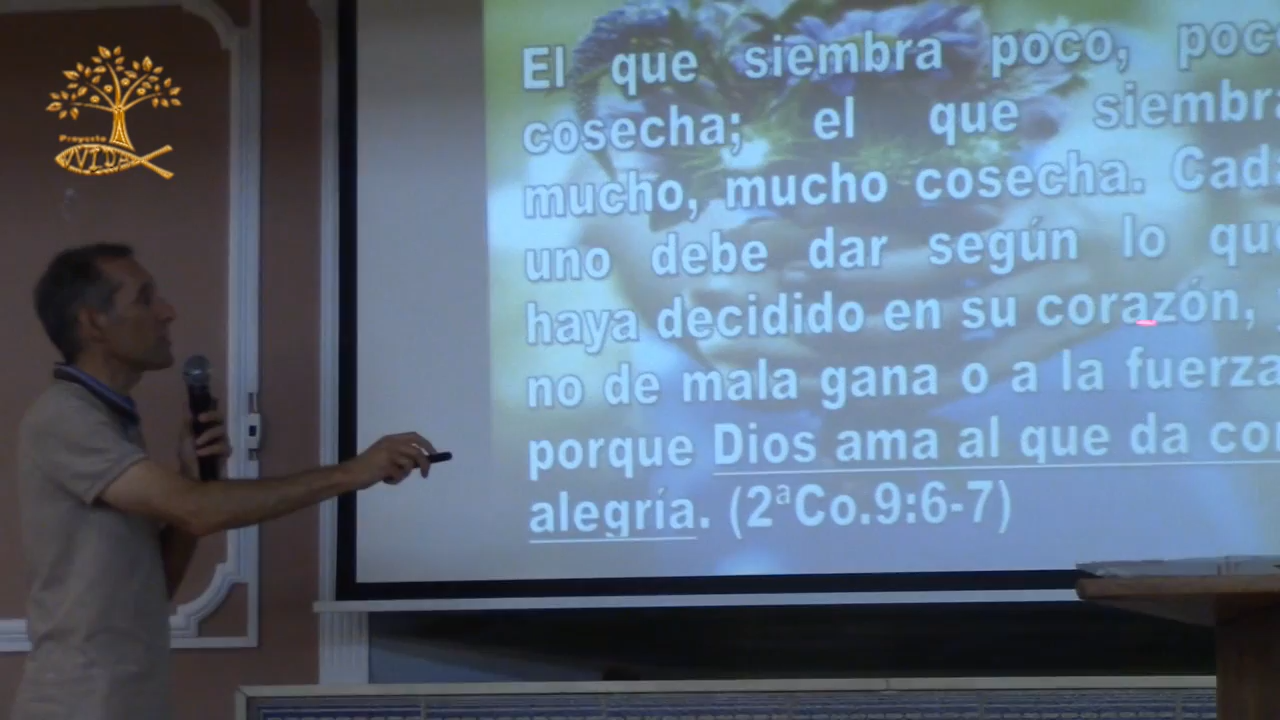 Proyecto
VIDA
El que siembra poco, poc
cosecha; el que siembra
mucho, mucho cosecha. Cada
uno debe dar según lo que
haya decidido en su corazón,
no de mala gana o a la fuerza
porque Dios ama al que da con
alegría. (2ªCo.9:6-7)